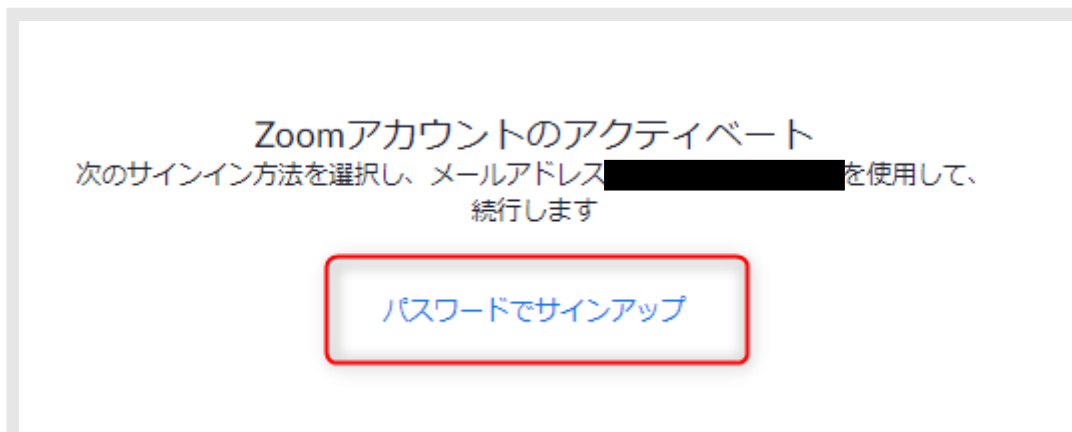 Zoomアカウントのアクティベート
次のサインイン方法を選択し、メールアドレス を使用して、
続行します
パスワードでサインアップ